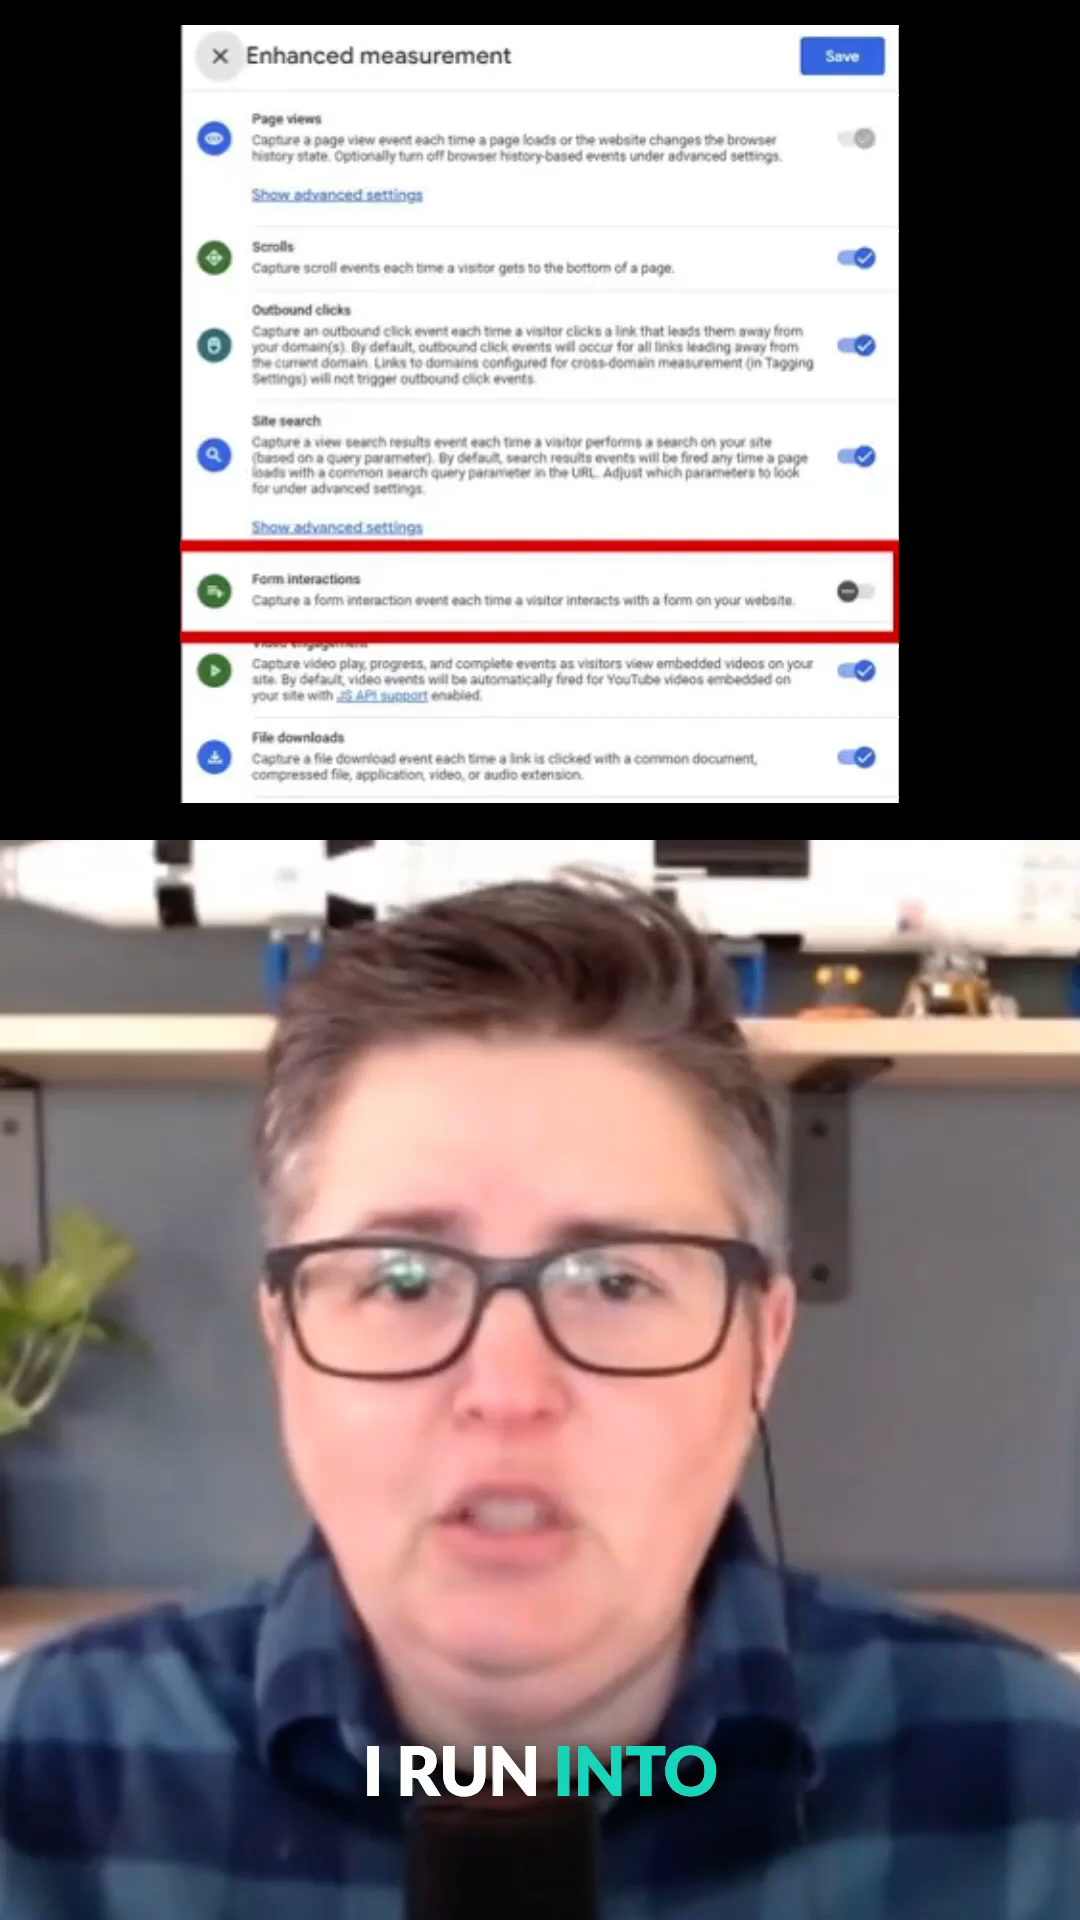 Enhanced measurement
Save
Page views
Capture a page view event each time a page loads or the website changes the browser
history state. Optionally turn off browser history-based events under advanced settings.
Show advanced settings
Scrolls
Capture scroll events each time a visitor gets to the bottom of a page.
Outbound clicks
Capture an outbound click event each time a visitor clicks a link that leads them away from
your domain(s). By default, outbound click events will occur for all links leading away from
the current domain. Links to domains configured for cross-domain measurement (in Tagging
Settings) will not trigger outbound click events.
Site search
Capture a view search results event each time a visitor performs a search on your site
(based on a query parameter). By default, search results events will be fired any time a page
loads with a common search query parameter in the URL. Adjust which parameters to look
for under advanced settings.
Show advanced settings
Form interactions
Capture a form interaction event each time a visitor interacts with a form on your website.
Video engagement
Capture video play, progress, and complete events as visitors view embedded videos on your
site. By default, video events will be automatically fired for YouTube videos embedded on
your site with JS API support enabled.
File downloads
Capture a file download event each time a link is clicked with a common document,
compressed file, application, video, or audio extension.
I RUN INTO